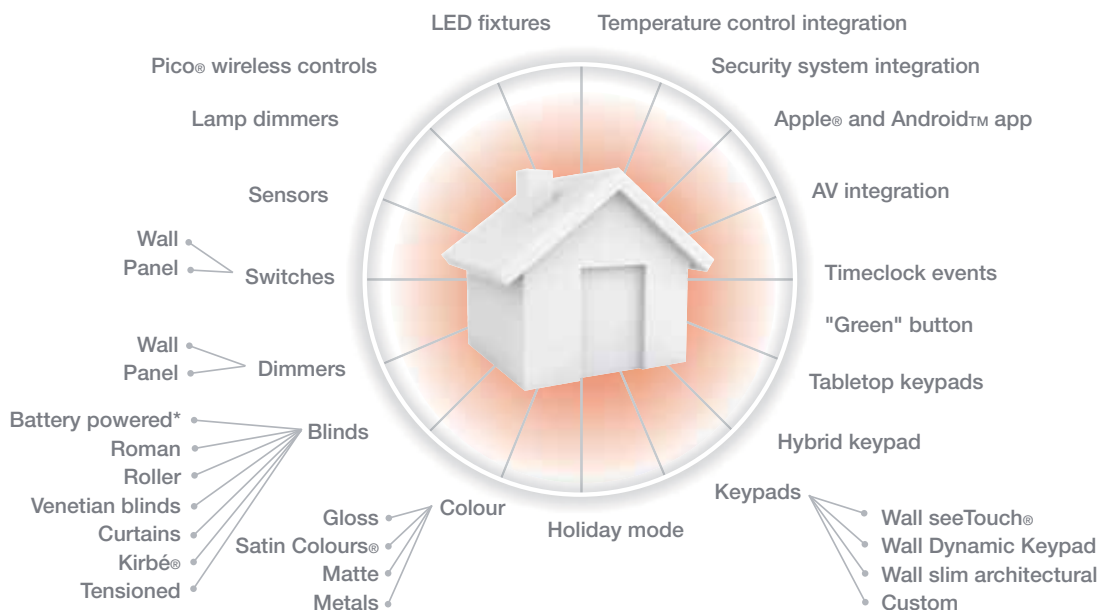 LED fixtures
Temperature control integration
Pico® wireless controls
Security system integration
Lamp dimmers
Apple® and Android™ app
Sensors
AV integration
Wall
Panel
Switches
Timeclock events
"Green" button
Wall
Panel
Dimmers
Tabletop keypads
Battery powered*
Roman
Roller
Venetian blinds
Curtains
Kirbé®
Tensioned
Blinds
Hybrid keypad
Colour
Gloss
Satin Colours®
Matte
Metals
Holiday mode
Keypads
Wall seeTouch®
Wall Dynamic Keypad
Wall slim architectural
Custom